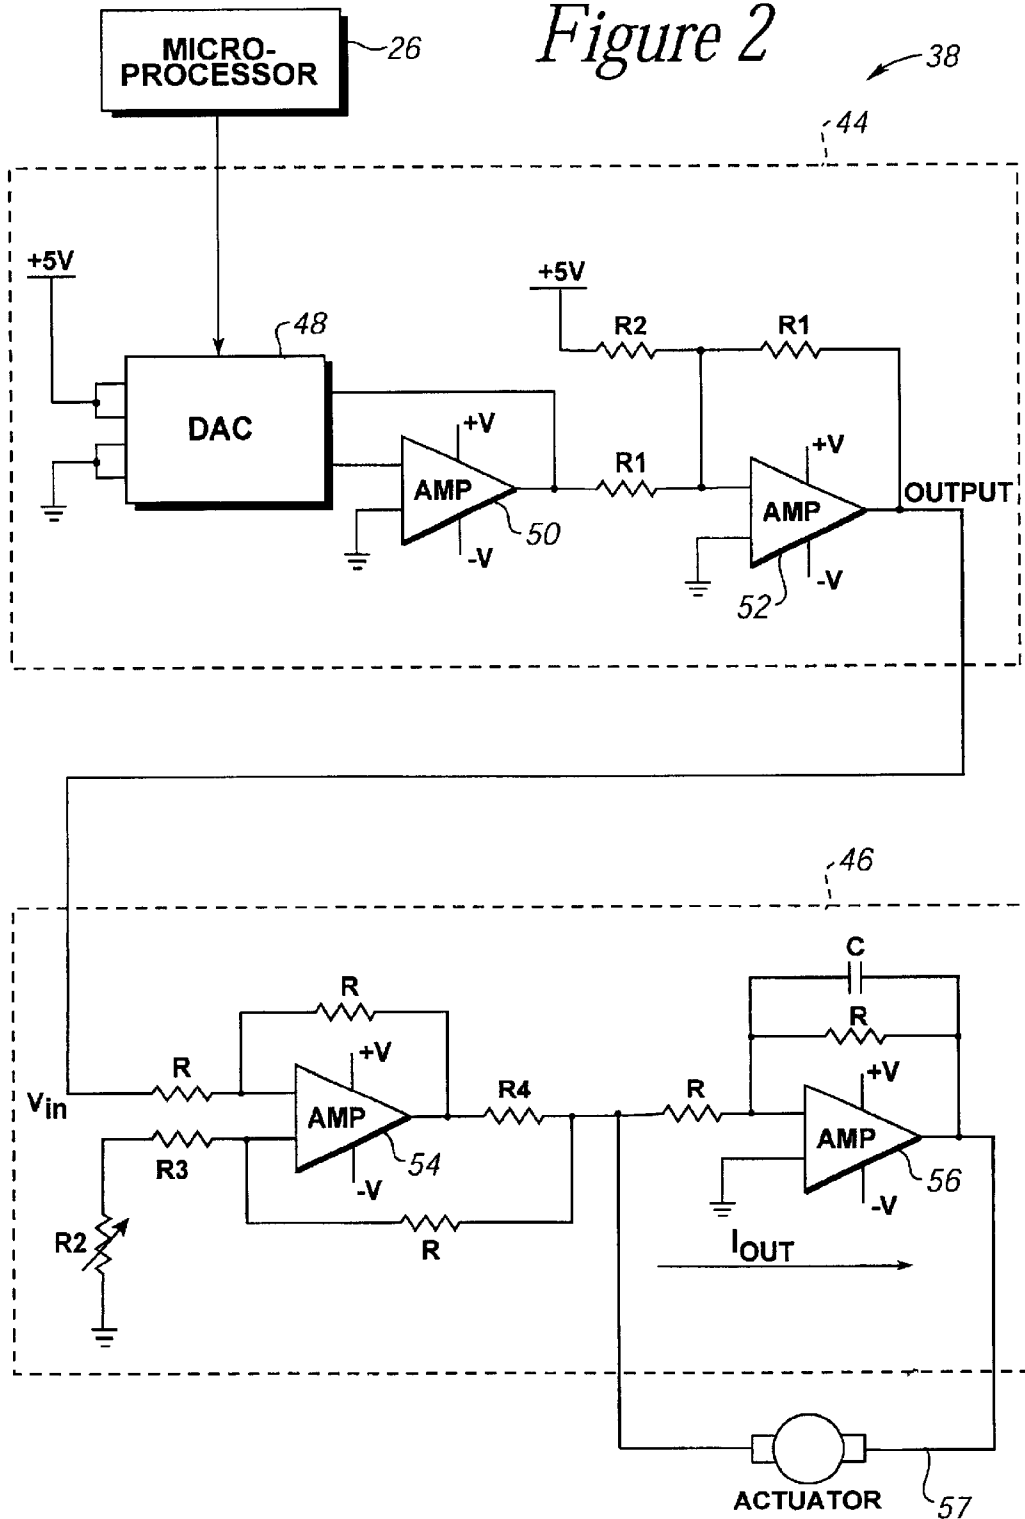 Figure 2
MICRO-
PROCESSOR
26
38
44
+5V
+5V
48
R2
R1
DAC
+V
+V
AMP
R1
AMP
OUTPUT
50
-V
52
-V
46
C
R
R
+V
+V
R
R4
R
Vin
AMP
AMP
R3
54
56
-V
-V
R2
R
IOUT
ACTUATOR
57